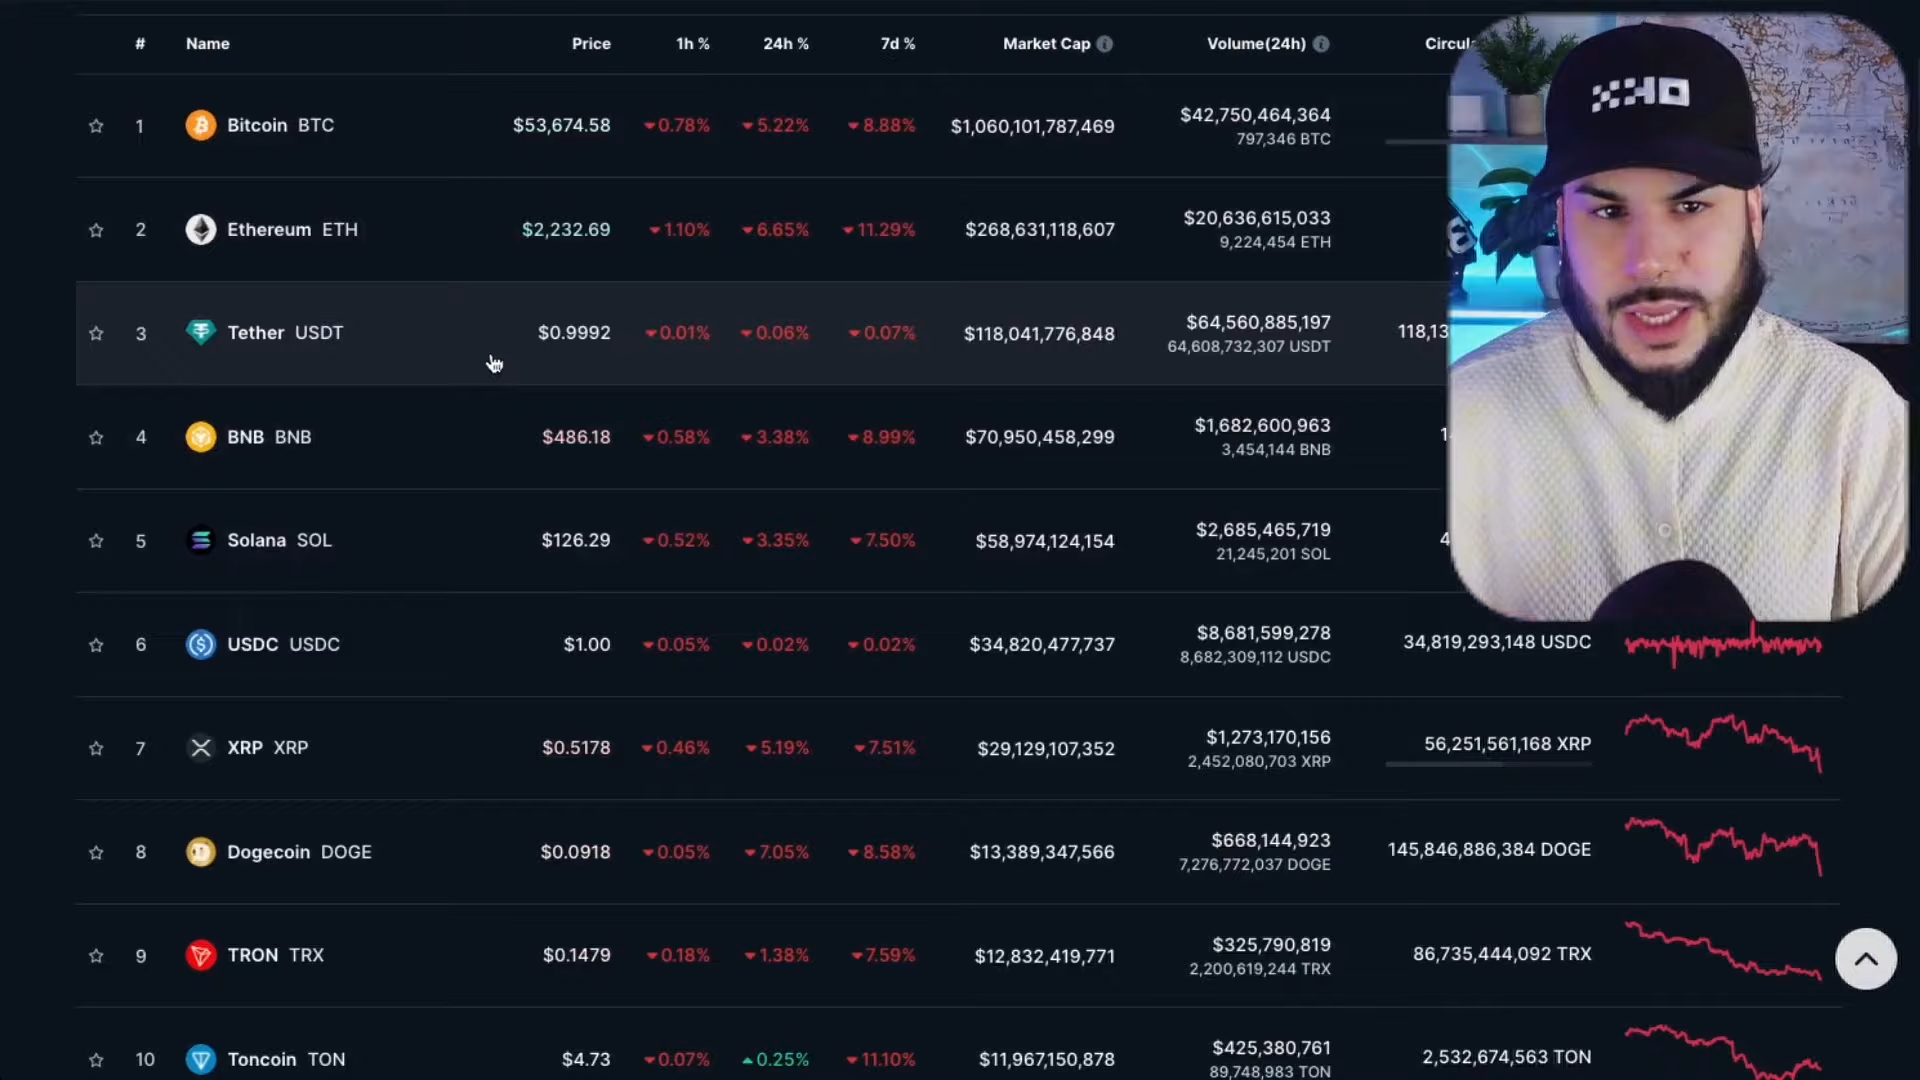 # Name Price 1h % 24h % 7d % Market Cap Volume(24h) Circul
1 Bitcoin BTC $53,674.58 0.78% 5.22% 8.88% $1,060,101,787,469 $42,750,464,364
797,346 BTC
2 Ethereum ETH $2,232.69 1.10% 6.65% 11.29% $268,631,118,607 $20,636,615,033
9,224,454 ETH
3 Tether USDT $0.9992 0.01% 0.06% 0.07% $118,041,776,848 $64,560,885,197 118,13
64,608,732,307 USDT
4 BNB BNB $486.18 0.58% 3.38% 8.99% $70,950,458,299 $1,682,600,963 1
3,454,144 BNB
5 Solana SOL $126.29 0.52% 3.35% 7.50% $58,974,124,154 $2,685,465,719 4
21,245,201 SOL
6 USDC USDC $1.00 0.05% 0.02% 0.02% $34,820,477,737 $8,681,599,278 34,819,293,148 USDC
8,682,309,112 USDC
7 XRP XRP $0.5178 0.46% 5.19% 7.51% $29,129,107,352 $1,273,170,156 56,251,561,168 XRP
2,452,080,703 XRP
8 Dogecoin DOGE $0.0918 0.05% 7.05% 8.58% $13,389,347,566 $668,144,923 145,846,886,384 DOGE
7,276,772,037 DOGE
9 TRON TRX $0.1479 0.18% 1.38% 7.59% $12,832,419,771 $325,790,819 86,735,444,092 TRX
2,200,619,244 TRX
10 Toncoin TON $4.73 0.07% 0.25% 11.10% $11,967,150,878 $425,380,761 2,532,674,563 TON
89,748,983 TON